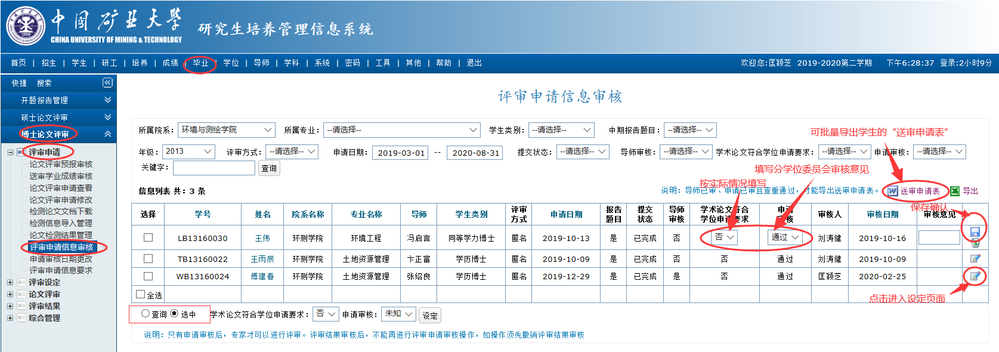 中国矿业大学
CHINA UNIVERSITY OF MINING & TECHNOLOGY
研究生培养管理信息系统
首页 | 招生 | 学生 | 研工 | 培养 | 成绩 | 毕业 | 学位 | 导师 | 学科 | 系统 | 密码 | 工具 | 其他 | 帮助 | 退出
欢迎您:匡颖芝 2019-2020第二学期 下午6:28:37 登录:2小时9分
快捷 搜索
开题报告管理
硕士论文评审
博士论文评审
评审申请
论文评审预报审核
送审学业成绩审核
论文评审申请查看
论文评审申请修改
检测论文文档下载
检测信息导入管理
论文检测结果管理
评审申请信息审核
申请审核日期更改
评审申请信息要求
评审设定
论文评审
评审结果
综合管理
评审申请信息审核
所属院系: 环境与测绘学院 所属专业: --请选择-- 学生类别: --请选择-- 中期报告题目: --请选择--
可批量导出学生的“送审申请表”
年级: 2013 评审方式: --请选择-- 申请日期: 2019-03-01 -- 2020-08-31 提交状态: --请选择-- 导师审核: --请选择-- 学术论文符合学位申请要求: --请选择-- 申请审核: --请选择--
关键字: 查询
填写分学位委员会审核意见
按实际情况填写
信息列表 共: 3 条
说明: 导师已审、申请已审且查重通过, 才能导出送审申请表。 送审申请表 导出
保存确认
选择 学号 姓名 院系名称 专业名称 导师 学生类别 评审方式 申请日期 报告题目 提交状态 导师审核 学术论文符合学位申请要求 申请审核 审核人 审核日期 审核意见
LB13160030 王伟 环测学院 环境工程 冯启言 同等学力博士 匿名 2019-10-13 是 已完成 否 否 通过 刘涛健 2019-10-16
TB13160022 王雨辰 环测学院 土地资源管理 卞正富 学历博士 匿名 2019-10-09 是 已完成 否 否 通过 刘涛健 2019-10-09
WB13160024 傅建春 环测学院 土地资源管理 张绍良 学历博士 匿名 2019-12-29 是 已完成 是 否 通过 匡颖芝 2020-02-25
全选
点击进入设定页面
查询 选中 学术论文符合学位申请要求: 否 申请审核: 未知 设定
说明: 只有申请审核后, 专家才可以进行评审。评审结果审核后, 不能再进行评审申请审核操作, 如操作须先撤销评审结果审核